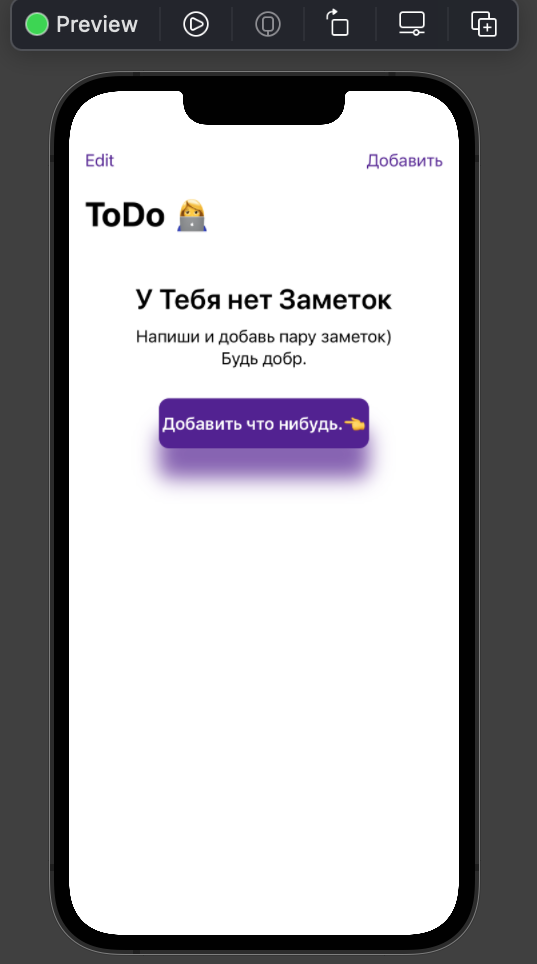 Preview
Edit Добавить
ToDo 👩‍💻
У Тебя нет Заметок
Напиши и добавь пару заметок)
Будь добр.
Добавить что нибудь.👈